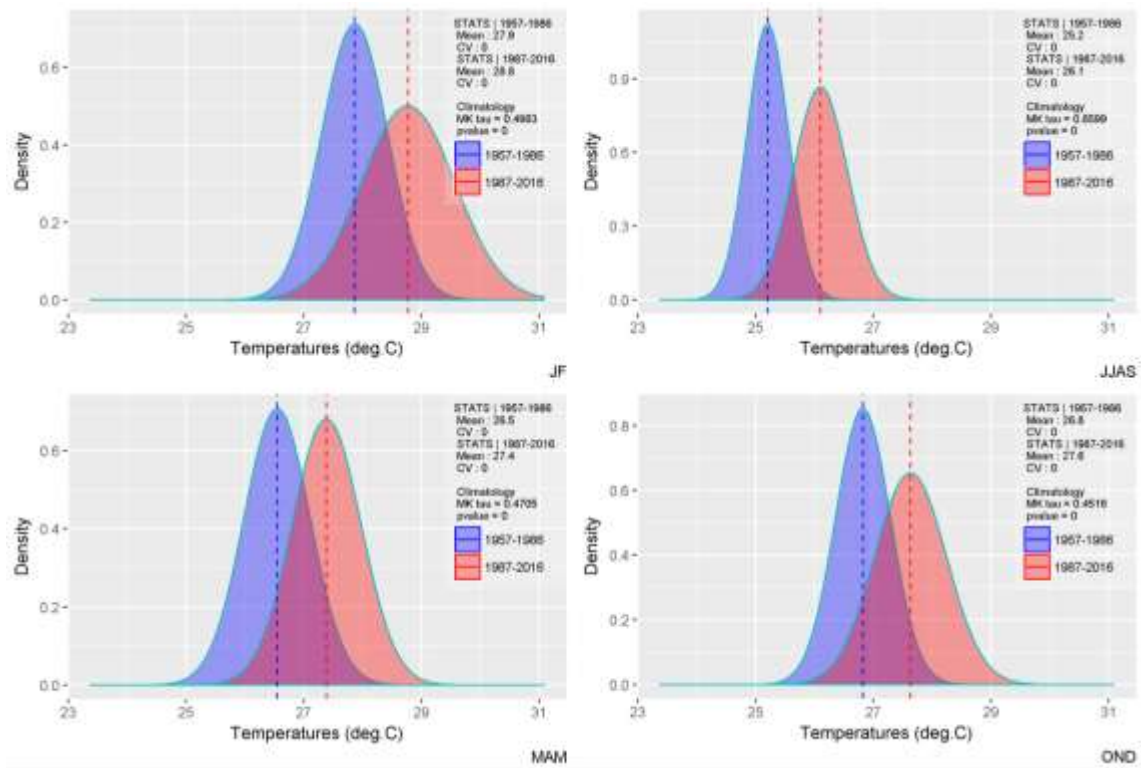 STATS | 1957-1986
Mean : 27.9
CV : 0
STATS | 1987-2016
Mean : 28.8
CV : 0
Climatology
MK tau = 0.4983
pvalue = 0
1957-1986
1987-2016
Density
0.6
0.4
0.2
0.0
23 25 27 29 31
Temperatures (deg.C)
JF
STATS | 1957-1986
Mean : 25.2
CV : 0
STATS | 1987-2016
Mean : 26.1
CV : 0
Climatology
MK tau =
pvalue = 0
1957-1986
1987-2016
Density
0.9
0.6
0.3
0.0
23 25 27 29 31
Temperatures (deg.C)
JJAS
STATS | 1957-1986
Mean : 26.5
CV : 0
STATS | 1987-2016
Mean : 27.4
CV : 0
Climatology
MK tau = 0.4705
pvalue = 0
1957-1986
1987-2016
Density
0.6
0.4
0.2
0.0
23 25 27 29 31
Temperatures (deg.C)
MAM
STATS | 1957-1986
Mean : 26.8
CV : 0
STATS | 1987-2016
Mean : 27.6
CV : 0
Climatology
MK tau = 0.4516
pvalue = 0
1957-1986
1987-2016
Density
0.8
0.6
0.4
0.2
0.0
23 25 27 29 31
Temperatures (deg.C)
OND